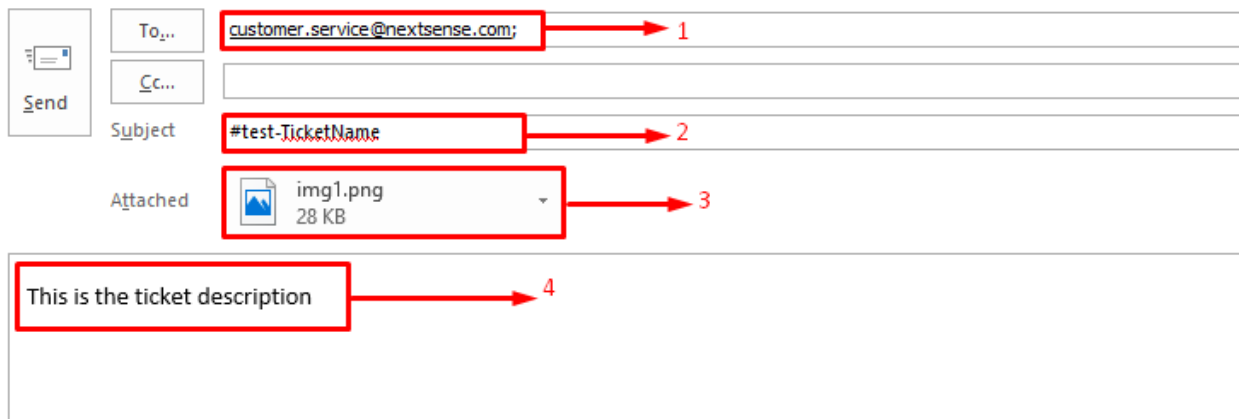 To... customer.service@nextsense.com; 1
Cc...
Send
Subject #test-TicketName 2
Attached img1.png 3
28 KB
This is the ticket description 4